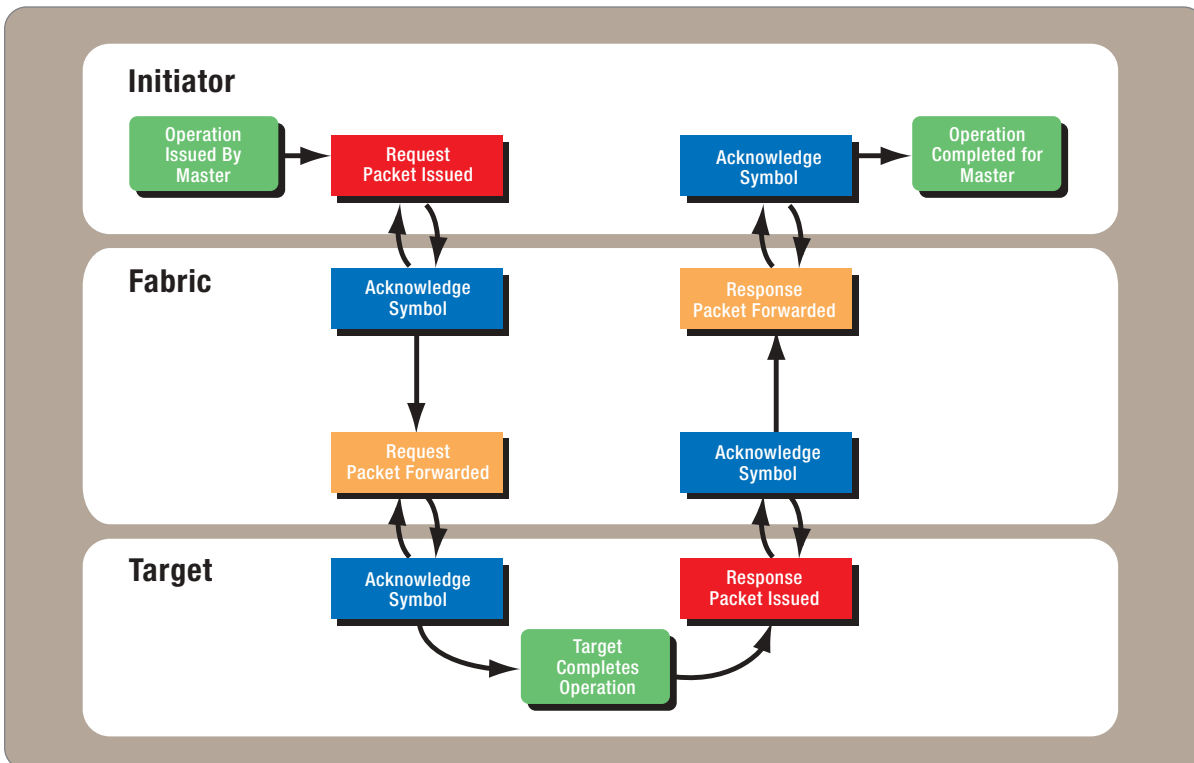 Initiator
Operation
Issued By
Master
Request
Packet Issued
Acknowledge
Symbol
Operation
Completed for
Master
Fabric
Acknowledge
Symbol
Response
Packet Forwarded
Request
Packet Forwarded
Acknowledge
Symbol
Target
Acknowledge
Symbol
Response
Packet Issued
Target
Completes
Operation